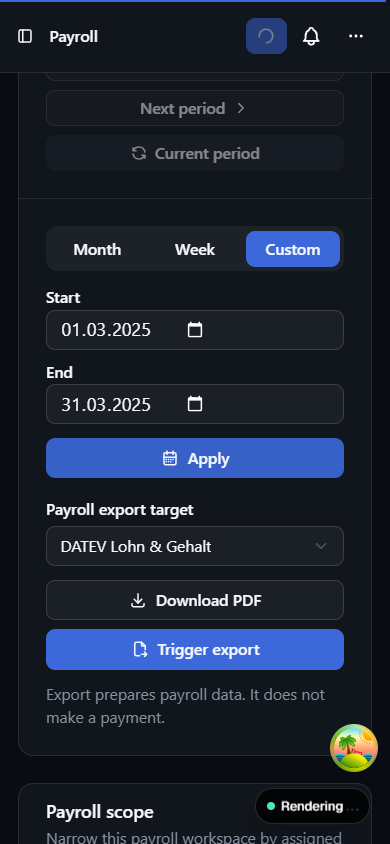 Payroll
Next period
Current period
Month Week Custom
Start
01.03.2025
End
31.03.2025
Apply
Payroll export target
DATEV Lohn & Gehalt
Download PDF
Trigger export
Export prepares payroll data. It does not
make a payment.
Rendering ...
Payroll scope
Narrow this payroll workspace by assigned